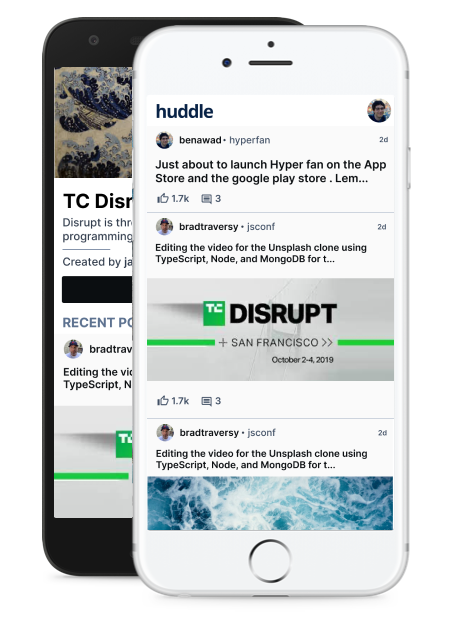 huddle
benawad • hyperfan
2d
Just about to launch Hyper fan on the App
Store and the google play store . Lem...
1.7k 3
bradtraversy • jsconf
2d
Editing the video for the Unsplash clone using
TypeScript, Node, and MongoDB for t...
TC DISRUPT
SAN FRANCISCO >>
October 2-4, 2019
1.7k 3
bradtraversy • jsconf
2d
Editing the video for the Unsplash clone using
TypeScript, Node, and MongoDB for t...
TC Disr
Disrupt is thr
programming
Created by ja
RECENT PO
bradtrav
Editing the vi
TypeScript, N
TC